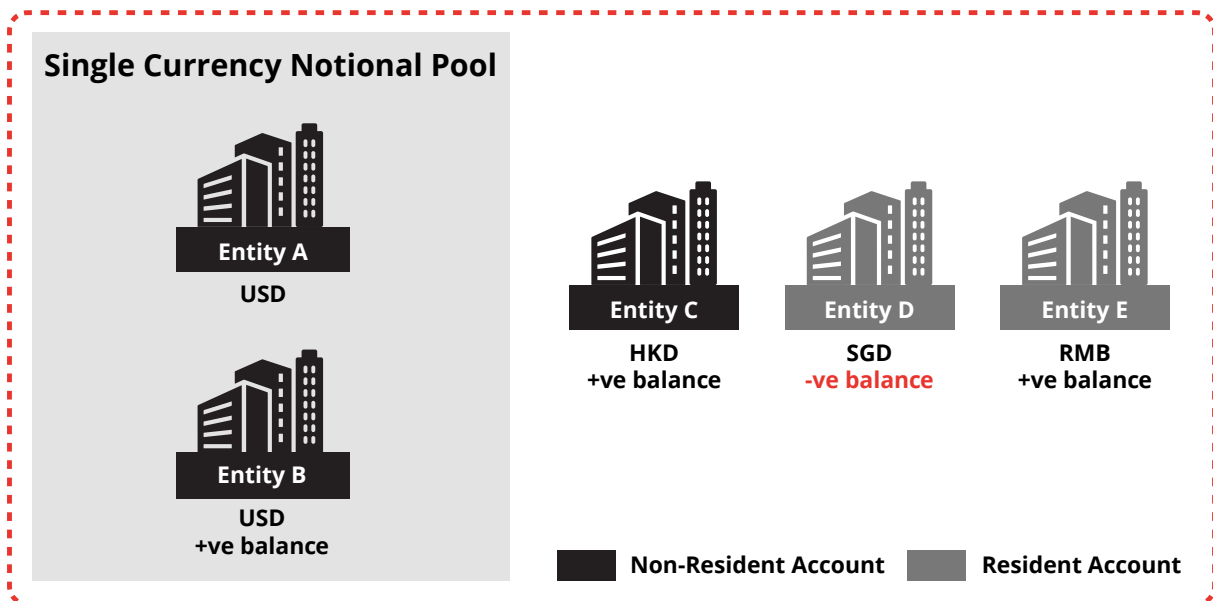 Single Currency Notional Pool
Entity A
USD
Entity B
USD
+ve balance
Entity C
HKD
+ve balance
Entity D
SGD
-ve balance
Entity E
RMB
+ve balance
Non-Resident Account
Resident Account